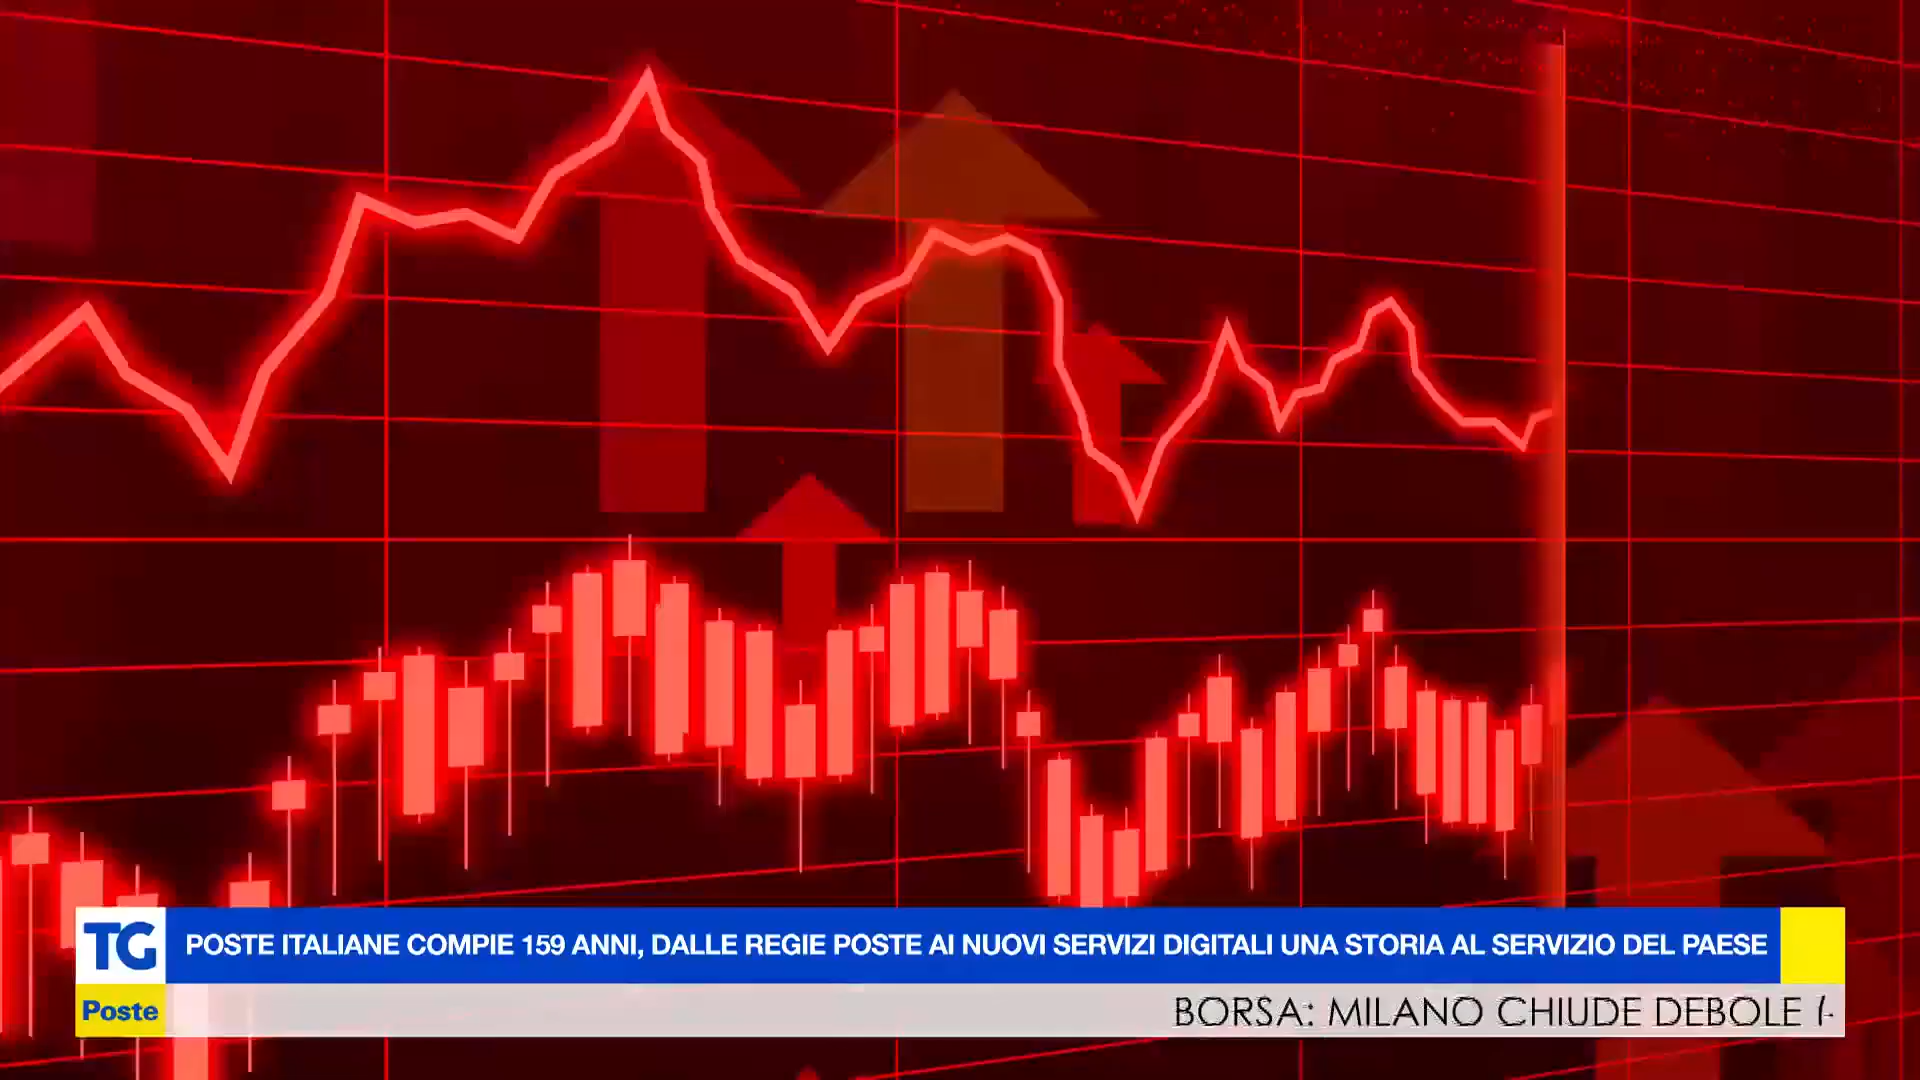 TG
POSTE ITALIANE COMPIE 159 ANNI, DALLE REGIE POSTE AI NUOVI SERVIZI DIGITALI UNA STORIA AL SERVIZIO DEL PAESE
Poste
BORSA: MILANO CHIUDE DEBOLE (-